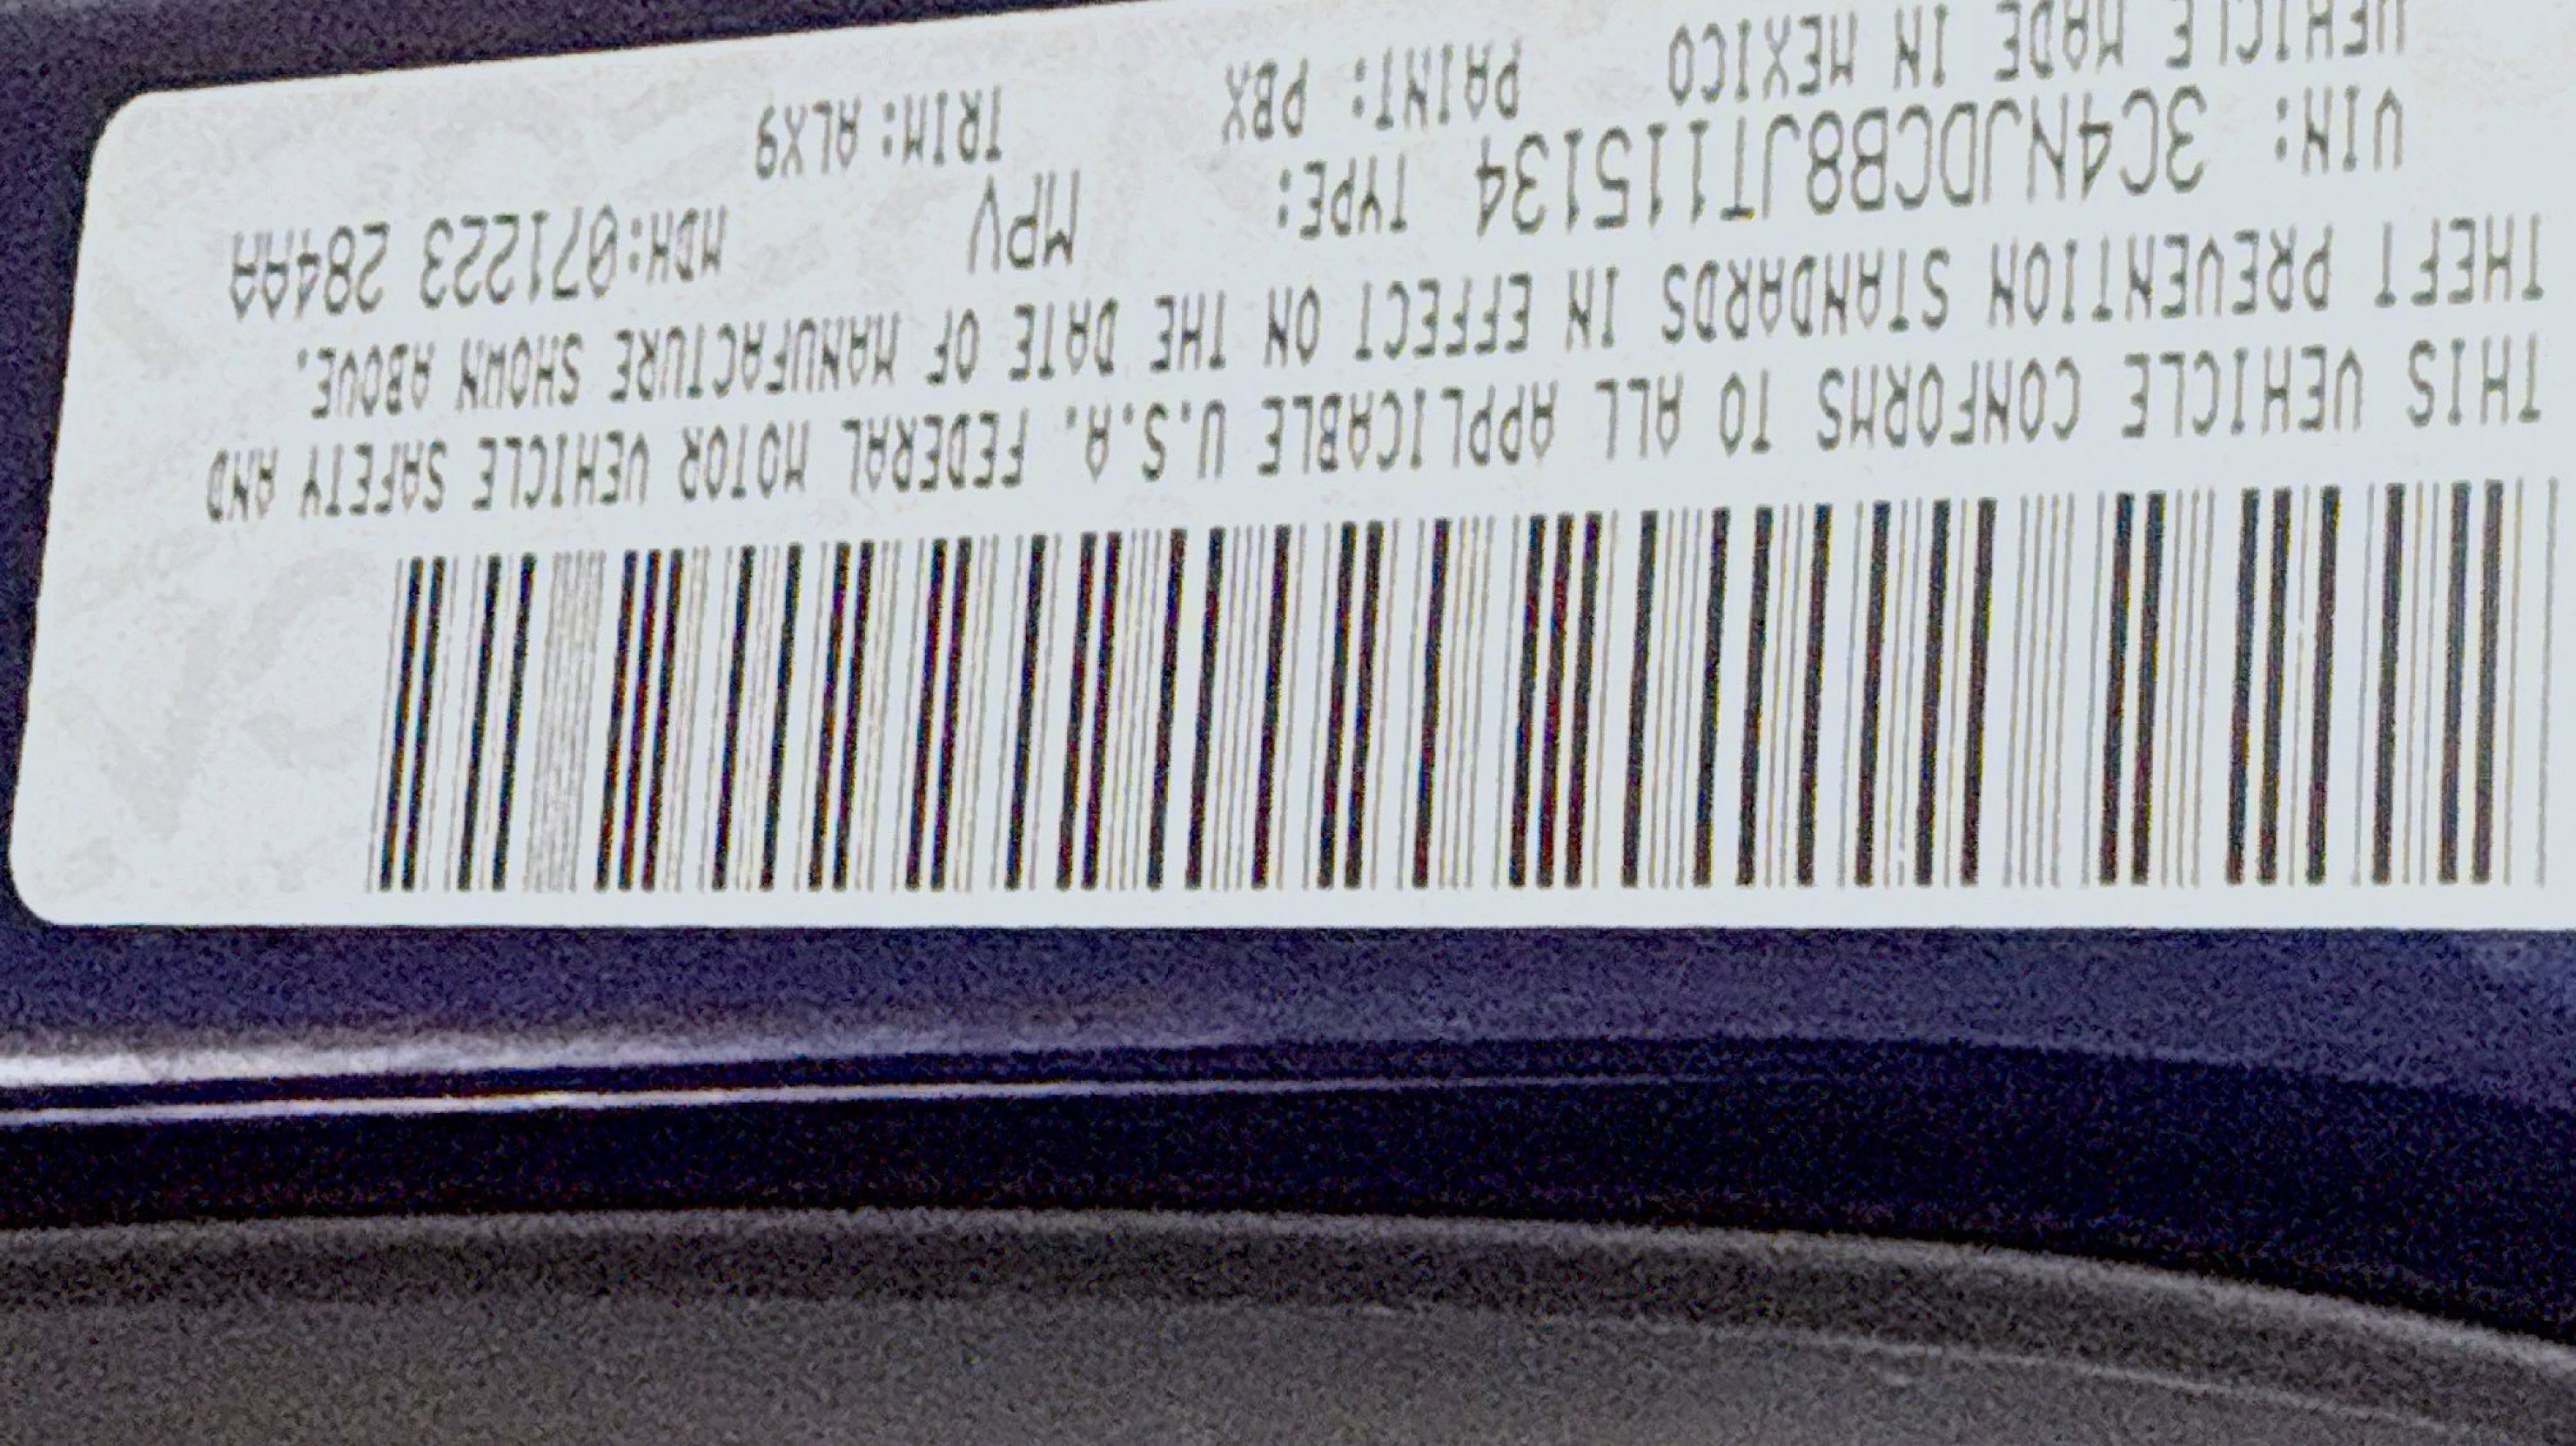 THIS VEHICLE CONFORMS TO ALL APPLICABLE U.S.A. FEDERAL MOTOR VEHICLE SAFETY AND
THEFT PREVENTION STANDARDS IN EFFECT ON THE DATE OF MANUFACTURE SHOWN ABOVE.
VIN: 3C4NJDCB8JT115134 TYPE: MPV MDH:071223 284AA
VEHICLE MADE IN MEXICO PAINT: PBX TRIM: ALX9